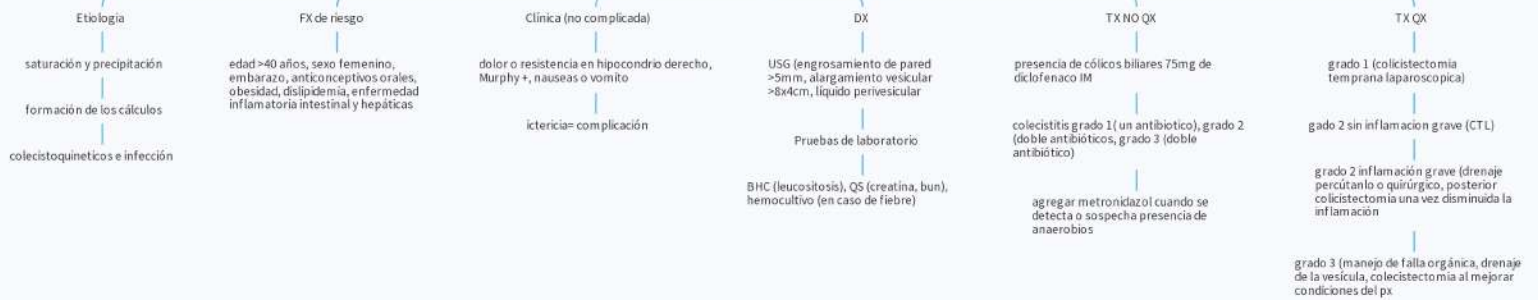 Etiologia
saturación y precipitación
formación de los cálculos
colecistoquineticos e infección
FX de riesgo
edad >40 años, sexo femenino,
embarazo, anticonceptivos orales,
obesidad, dislipidemia, enfermedad
inflamatoria intestinal y hepáticas
Clínica (no complicada)
dolor o resistencia en hipocondrio derecho,
Murphy +, nauseas o vomito
ictericia= complicación
DX
USG (engrosamiento de pared
>5mm, alargamiento vesicular
>8x4cm, líquido perivesicular
Pruebas de laboratorio
BHC (leucositosis), QS (creatina, bun),
hemocultivo (en caso de fiebre)
TX NO QX
presencia de cólicos biliares 75mg de
diclofenaco IM
colecistitis grado 1( un antibiotico), grado 2
(doble antibióticos, grado 3 (doble
antibiótico)
agregar metronidazol cuando se
detecta o sospecha presencia de
anaerobios
TX QX
grado 1 (colicistectomia
temprana laparoscopica)
gado 2 sin inflamacion grave (CTL)
grado 2 inflamación grave (drenaje
percútanlo o quirúrgico, posterior
colicistectomia una vez disminuida la
inflamación
grado 3 (manejo de falla orgánica, drenaje
de la vesícula, colecistectomia al mejorar
condiciones del px